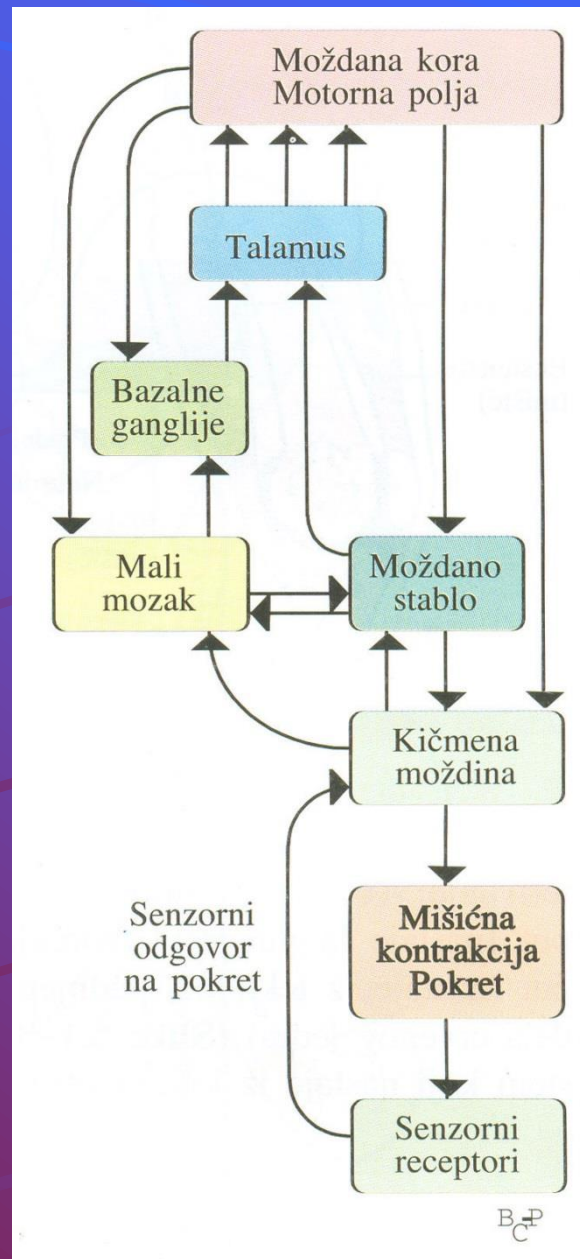 Moždana kora
Motorna polja
Talamus
Bazalne
ganglije
Mali
mozak
Moždano
stablo
Kičmena
moždina
Senzorni
odgovor
na pokret
Mišićna
kontrakcija
Pokret
Senzorni
receptori